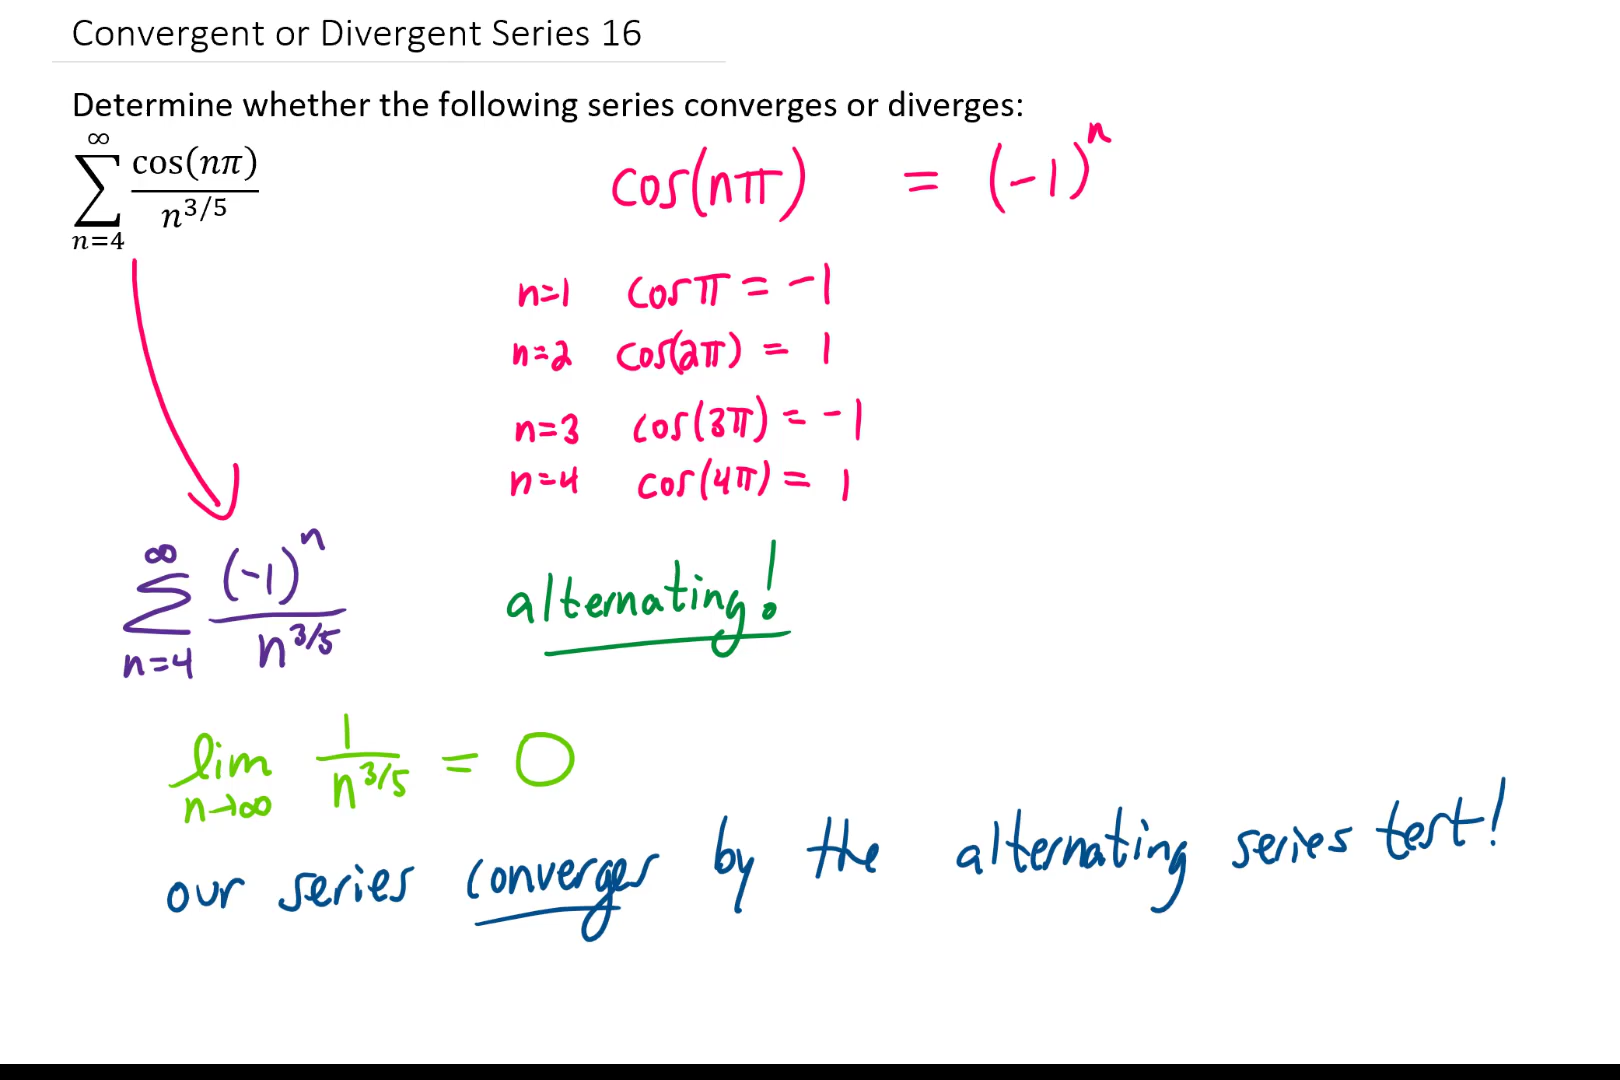 Convergent or Divergent Series 16
Determine whether the following series converges or diverges:
∞
∑ cos(nπ) / n^{3/5}
n=4
cos(nπ) = (-1)^n
n=1 cosπ = -1
n=2 cos(2π) = 1
n=3 cos(3π) = -1
n=4 cos(4π) = 1
∞
∑ (-1)^n / n^{3/5}
n=4
alternating!
lim 1 / n^{3/5} = 0
n→∞
our series converges by the alternating series test!